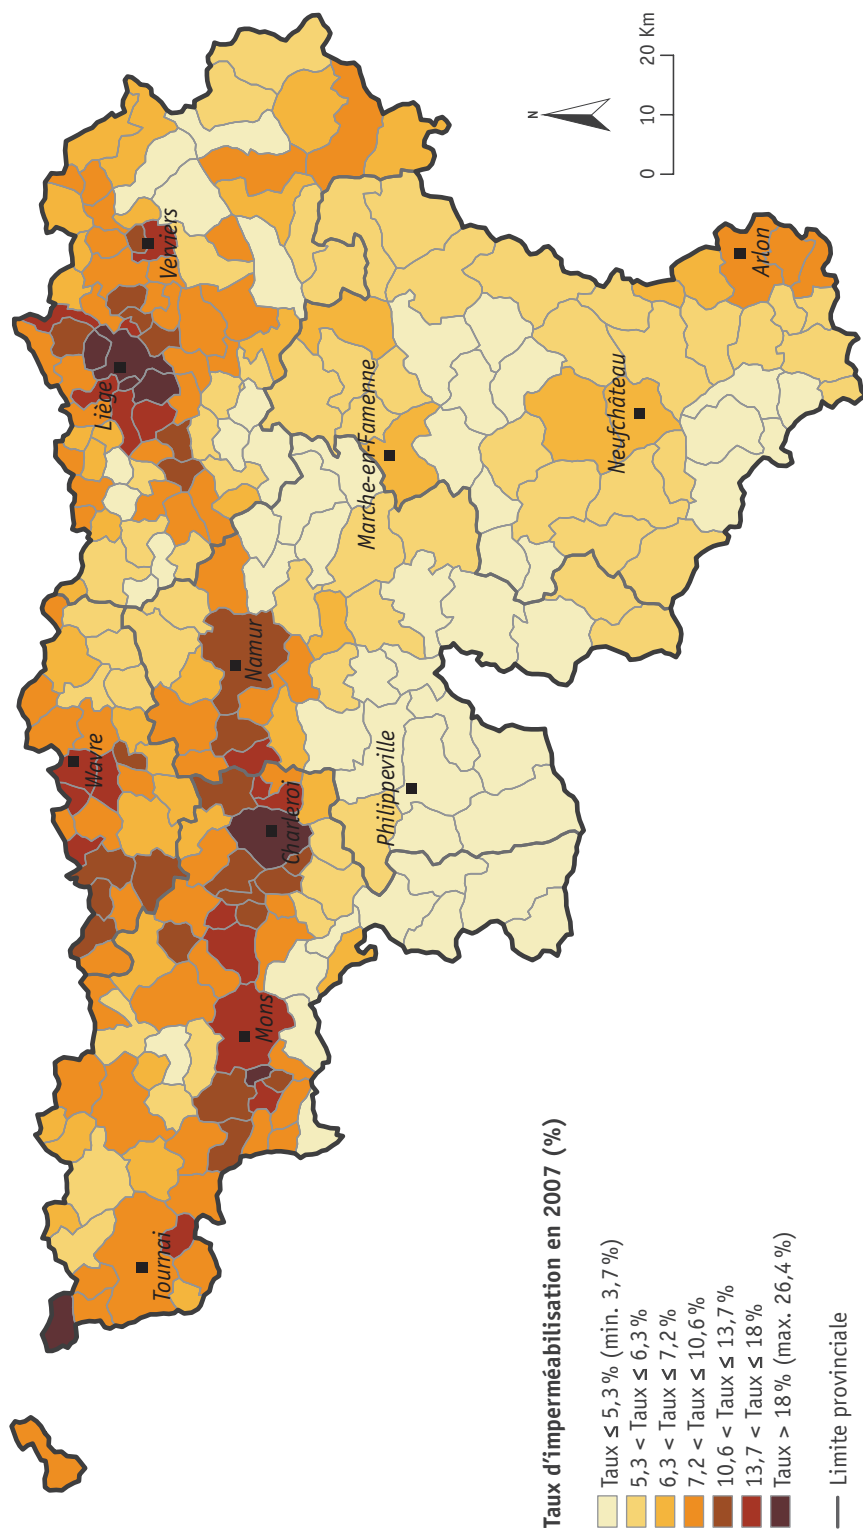 Tournai
Mons
Charleroi
Wavre
Namur
Philippeville
Liège
Verviers
Marche-en-Famenne
Neufchâteau
Arlon
N
0 10 20 Km
Taux d'imperméabilisation en 2007 (%)
Taux ≤ 5,3 % (min. 3,7 %)
5,3 < Taux ≤ 6,3 %
6,3 < Taux ≤ 7,2 %
7,2 < Taux ≤ 10,6 %
10,6 < Taux ≤ 13,7 %
13,7 < Taux ≤ 18 %
Taux > 18 % (max. 26,4 %)
Limite provinciale